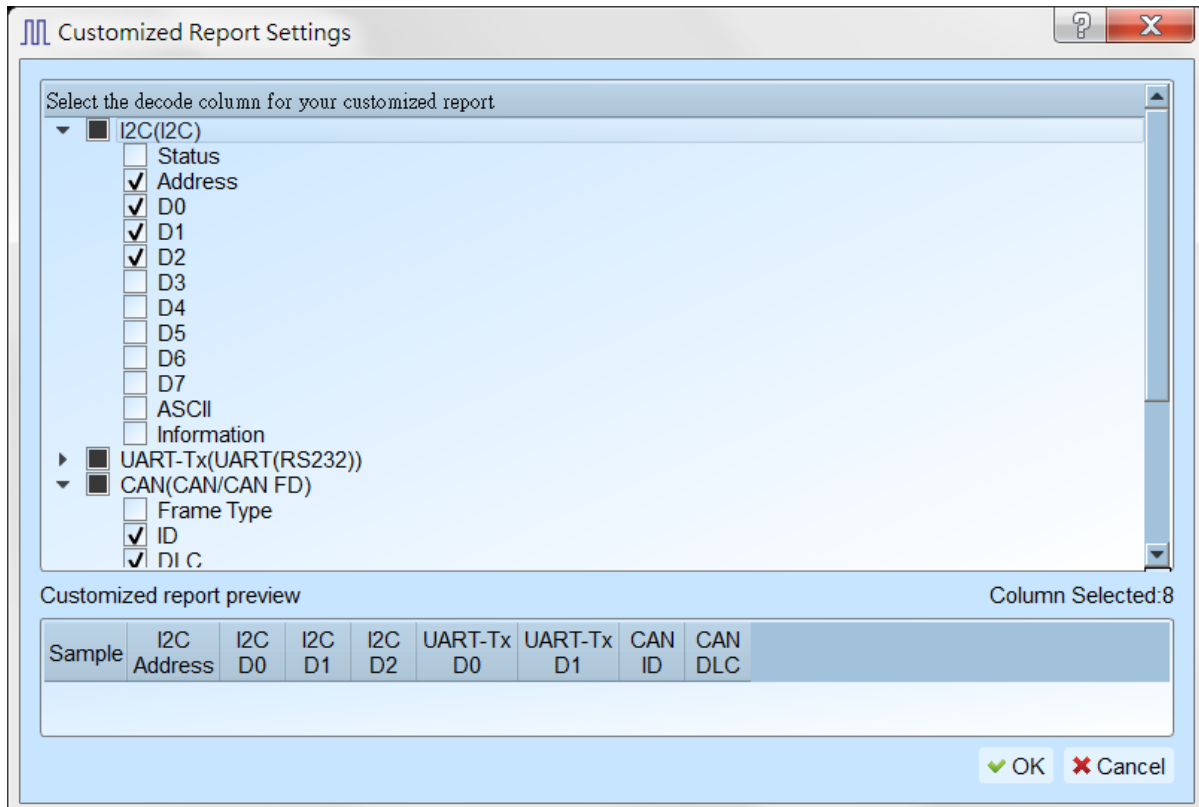 Customized Report Settings
Select the decode column for your customized report
I2C(I2C)
Status
Address
D0
D1
D2
D3
D4
D5
D6
D7
ASCII
Information
UART-Tx(UART(RS232))
CAN(CAN/CAN FD)
Frame Type
ID
DLC
Customized report preview
Column Selected:8
Sample I2C Address I2C D0 I2C D1 I2C D2 UART-Tx D0 UART-Tx D1 CAN ID CAN DLC
OK Cancel